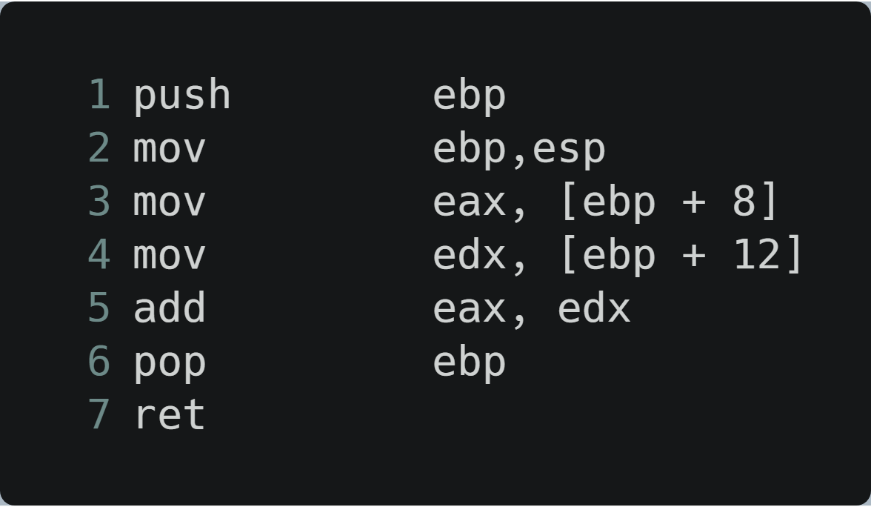 1 push ebp
2 mov ebp,esp
3 mov eax, [ebp + 8]
4 mov edx, [ebp + 12]
5 add eax, edx
6 pop ebp
7 ret